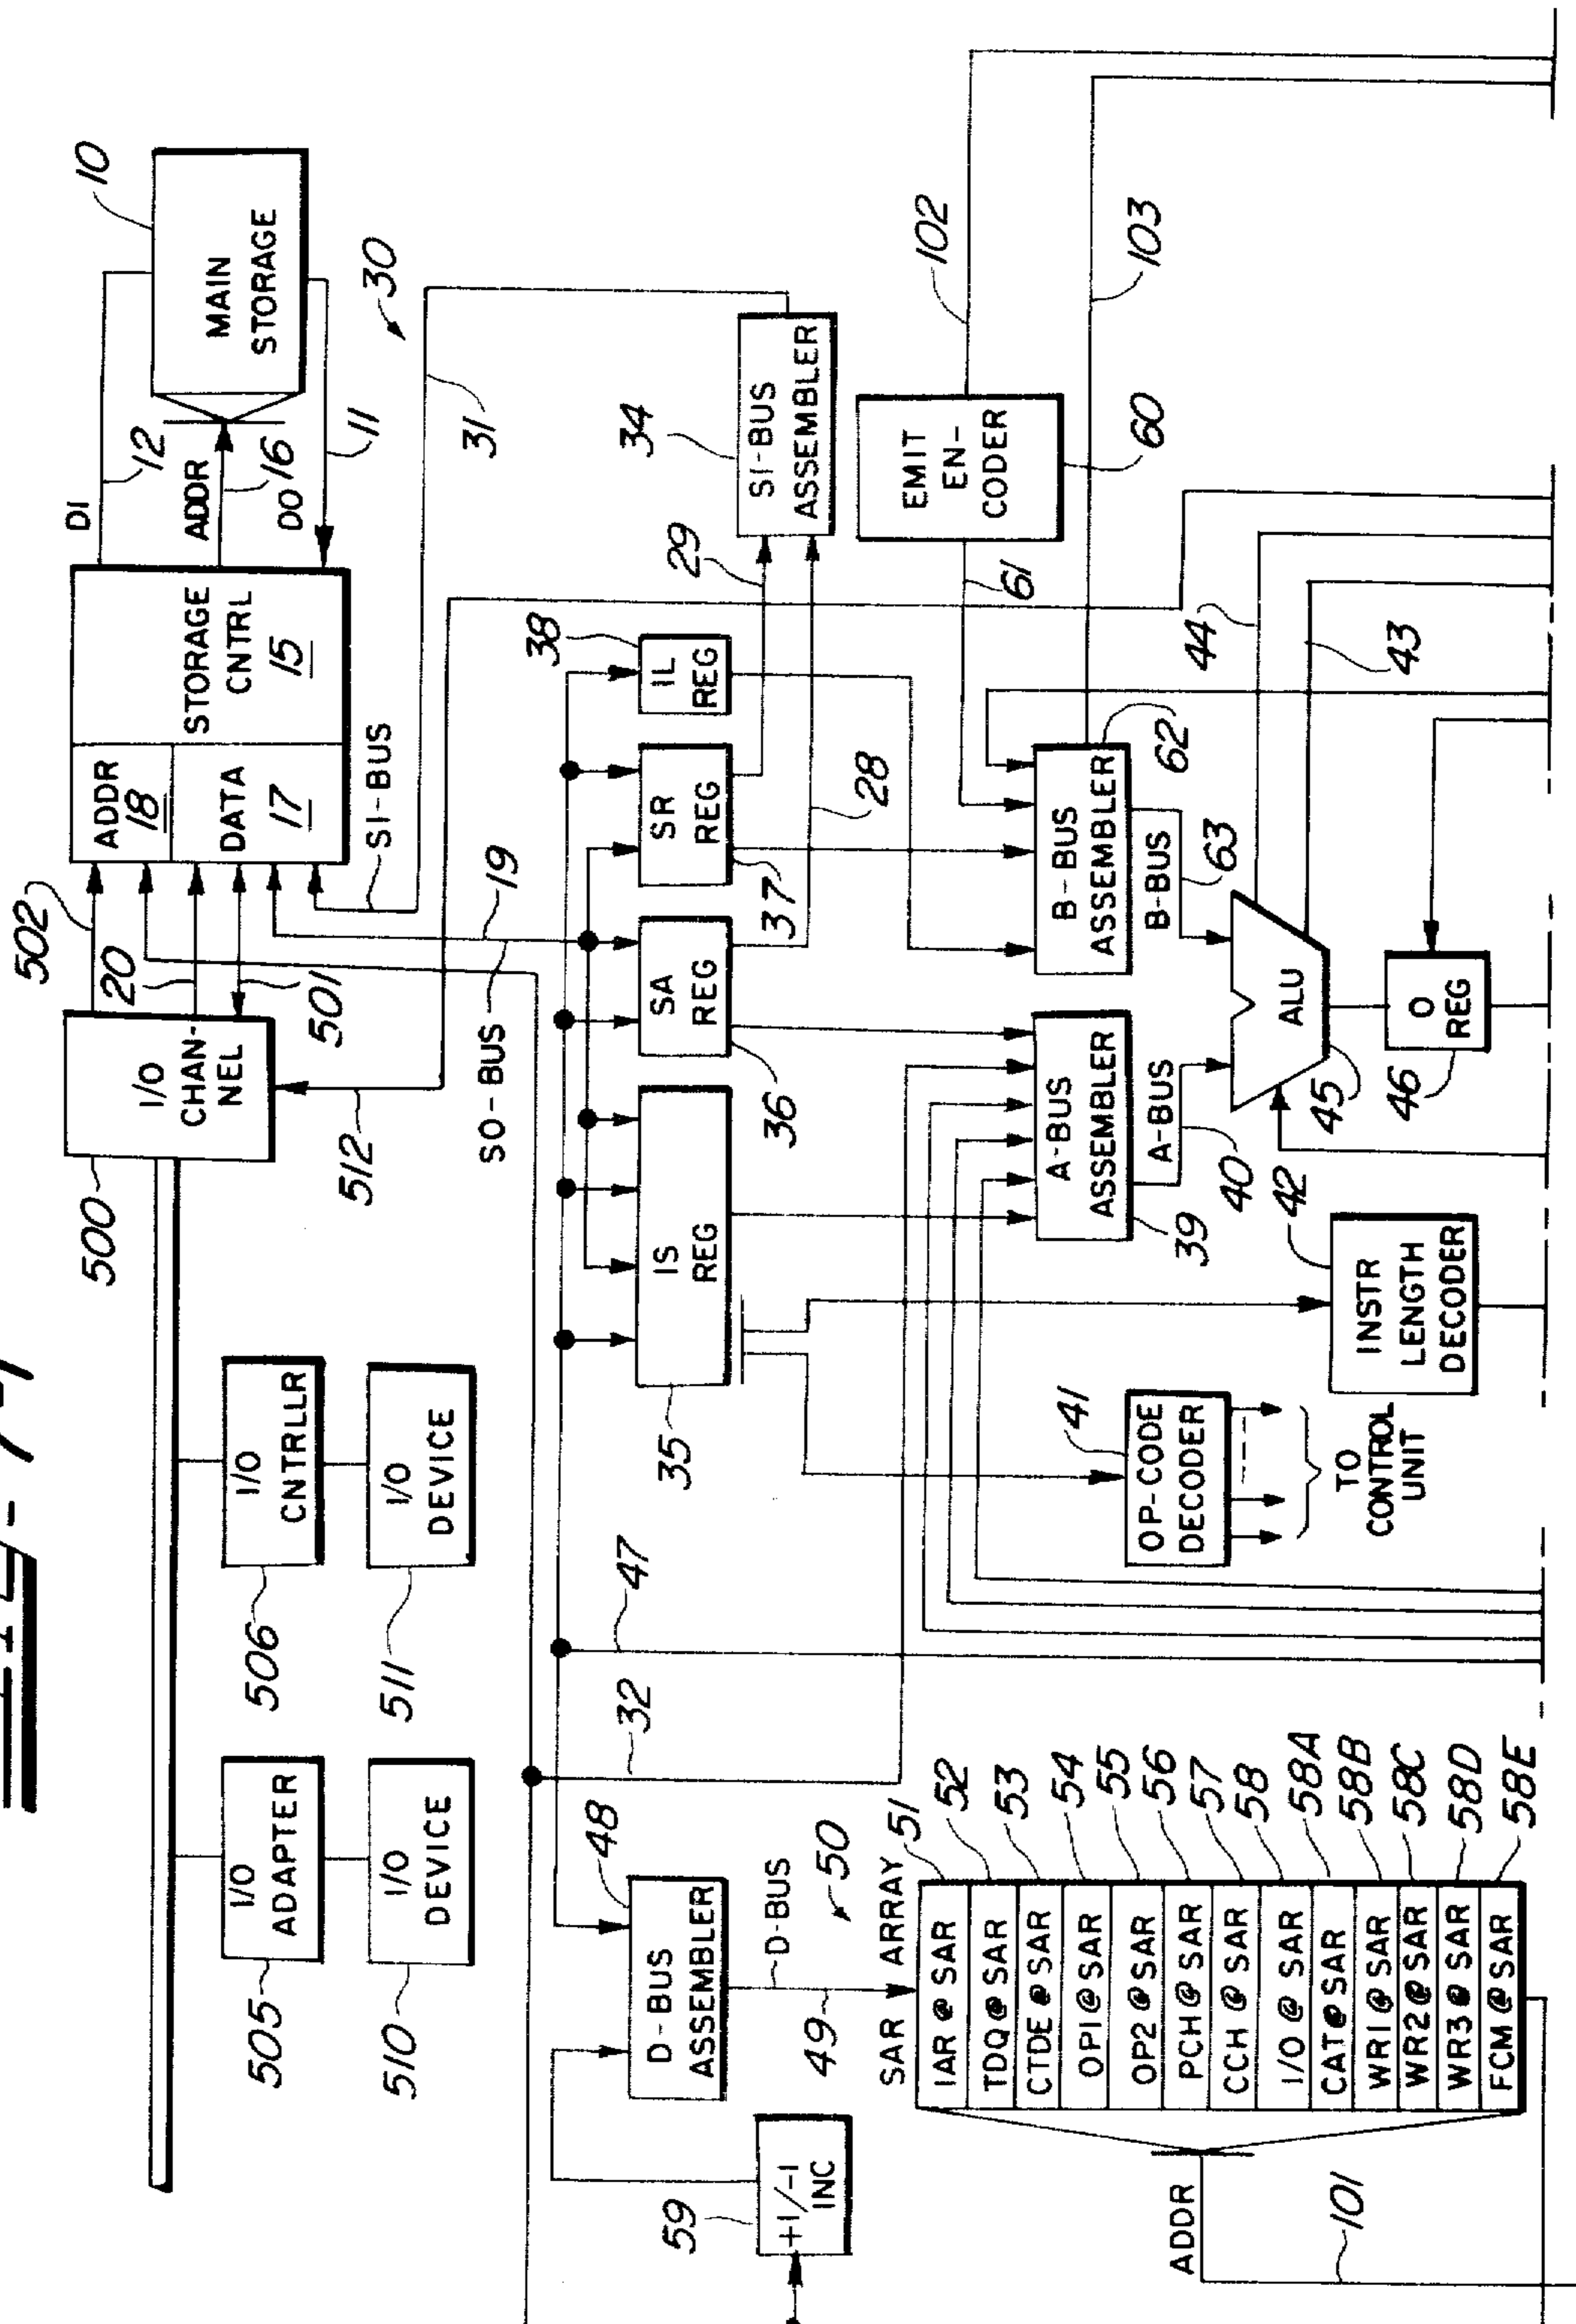 10
MAIN
STORAGE
DI
12
ADDR
16
DO
11
30
31
STORAGE
CNTRL
15
ADDR
18
DATA
17
SI-BUS
502
20
501
19
SO-BUS
I/O
CHAN-
NEL
500
512
I/O
CNTRLLR
506
I/O
DEVICE
511
I/O
ADAPTER
505
I/O
DEVICE
510
SI-BUS
ASSEMBLER
34
29
28
IL
REG
38
SR
REG
37
SA
REG
36
IS
REG
35
47
32
D-BUS
ASSEMBLER
48
D-BUS
49
+1/-1
INC
59
EMIT
EN-
CODER
60
61
102
103
B-BUS
ASSEMBLER
62
B-BUS
63
A-BUS
ASSEMBLER
39
A-BUS
40
ALU
45
44
43
O
REG
46
INSTR
LENGTH
DECODER
42
OP-CODE
DECODER
41
TO
CONTROL
UNIT
SAR ARRAY
50
IAR @ SAR
51
TDQ @ SAR
52
CTDE @ SAR
53
OP1 @ SAR
54
OP2 @ SAR
55
PCH @ SAR
56
CCH @ SAR
57
I/O @ SAR
58
CAT @ SAR
58A
WR1 @ SAR
58B
WR2 @ SAR
58C
WR3 @ SAR
58D
FCM @ SAR
58E
ADDR
101